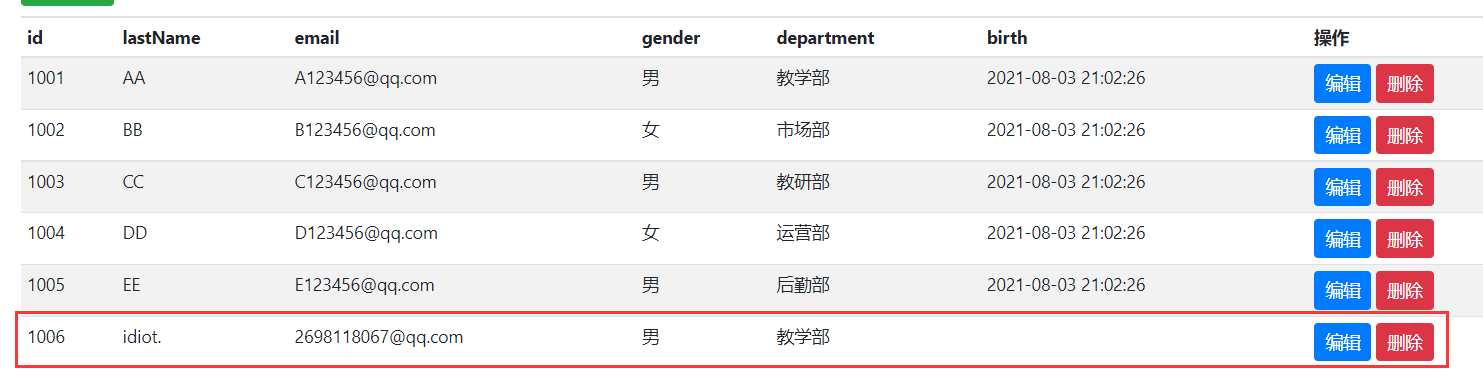 id lastName email gender department birth 操作
1001 AA A123456@qq.com 男 教学部 2021-08-03 21:02:26 编辑 删除
1002 BB B123456@qq.com 女 市场部 2021-08-03 21:02:26 编辑 删除
1003 CC C123456@qq.com 男 教研部 2021-08-03 21:02:26 编辑 删除
1004 DD D123456@qq.com 女 运营部 2021-08-03 21:02:26 编辑 删除
1005 EE E123456@qq.com 男 后勤部 2021-08-03 21:02:26 编辑 删除
1006 idiot. 2698118067@qq.com 男 教学部 编辑 删除